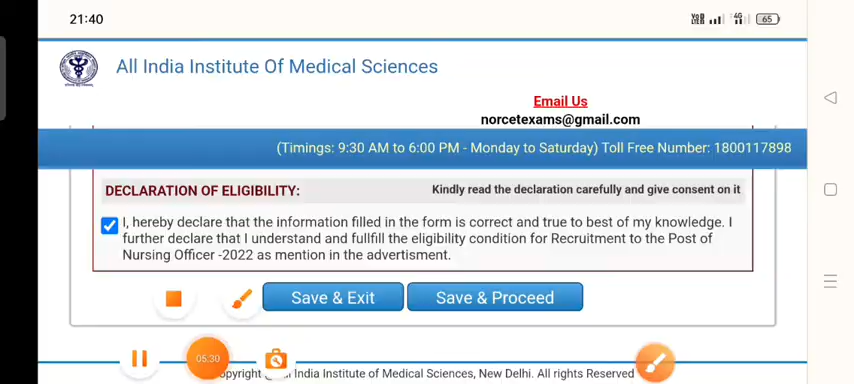 21:40
4G
65
All India Institute Of Medical Sciences
Email Us
norcetexams@gmail.com
(Timings: 9:30 AM to 6:00 PM - Monday to Saturday) Toll Free Number: 1800117898
DECLARATION OF ELIGIBILITY: Kindly read the declaration carefully and give consent on it
I, hereby declare that the information filled in the form is correct and true to best of my knowledge. I
further declare that I understand and fullfill the eligibility condition for Recruitment to the Post of
Nursing Officer -2022 as mention in the advertisment.
Save & Exit Save & Proceed
05:30
India Institute of Medical Sciences, New Delhi. All rights Reserved